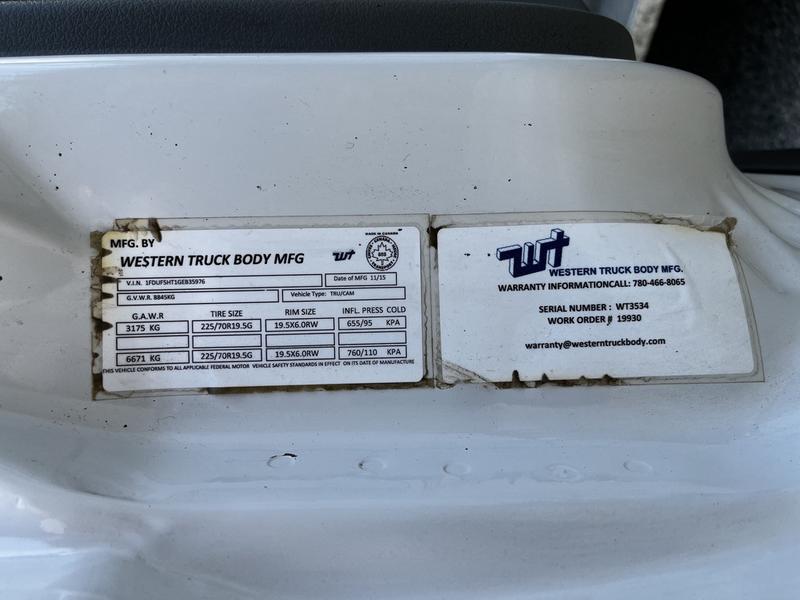 MFG. BY
WESTERN TRUCK BODY MFG
MADE IN CANADA
V.I.N. 1FDUF5HT1GEB35976
Date of MFG 11/15
G.V.W.R. 8845KG
Vehicle Type: TRU/CAM
G.A.W.R TIRE SIZE RIM SIZE INFL. PRESS COLD
3175 KG 225/70R19.5G 19.5X6.0RW 655/95 KPA
6671 KG 225/70R19.5G 19.5X6.0RW 760/110 KPA
THIS VEHICLE CONFORMS TO ALL APPLICABLE FEDERAL MOTOR VEHICLE SAFETY STANDARDS IN EFFECT ON ITS DATE OF MANUFACTURE
WT
WESTERN TRUCK BODY MFG.
WARRANTY INFORMATIONCALL: 780-466-8065
SERIAL NUMBER : WT3534
WORK ORDER # 19930
warranty@westerntruckbody.com